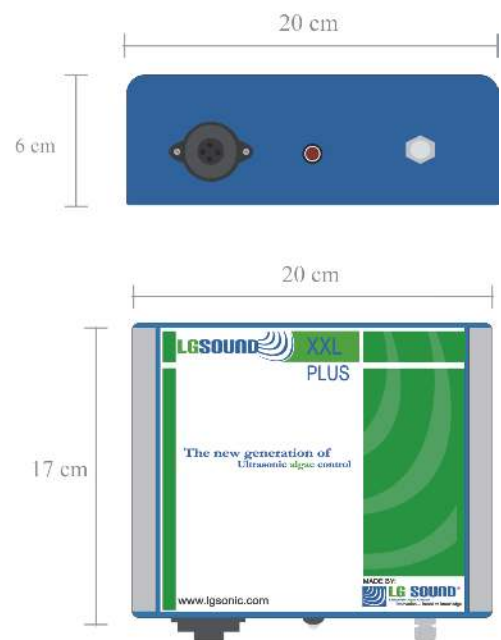 20 cm
6 cm
20 cm
17 cm
LGSOUND
XXL
PLUS
The new generation of
Ultrasonic algae control
MADE BY:
LG SOUND
www.lgsonic.com